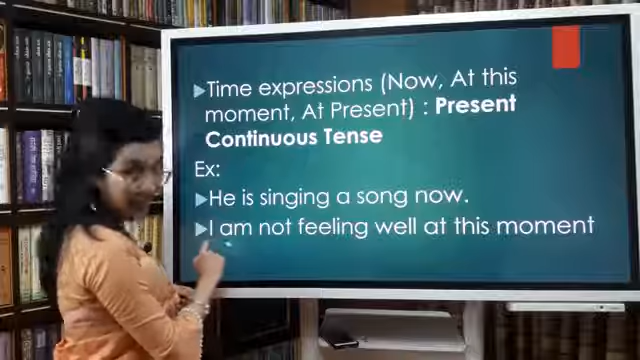 Time expressions (Now, At this
moment, At Present) : Present
Continuous Tense
Ex:
He is singing a song now.
I am not feeling well at this moment